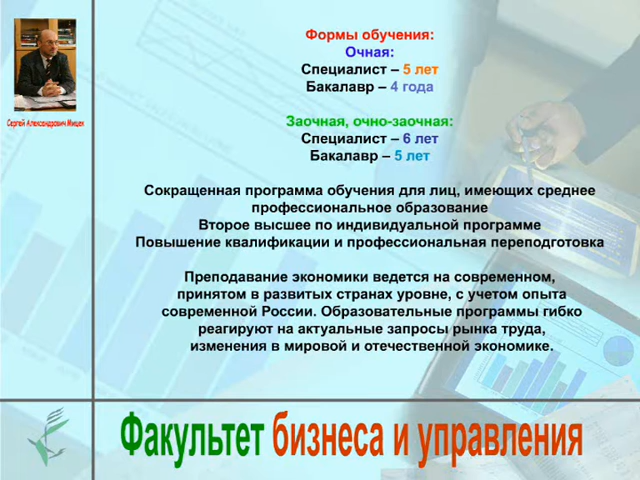 Формы обучения:
Очная:
Специалист – 5 лет
Бакалавр – 4 года
Заочная, очно-заочная:
Специалист – 6 лет
Бакалавр – 5 лет
Сокращенная программа обучения для лиц, имеющих среднее
профессиональное образование
Второе высшее по индивидуальной программе
Повышение квалификации и профессиональная переподготовка
Преподавание экономики ведется на современном,
принятом в развитых странах уровне, с учетом опыта
современной России. Образовательные программы гибко
реагируют на актуальные запросы рынка труда,
изменения в мировой и отечественной экономике.
Сергей Александрович Мицек
Факультет бизнеса и управления